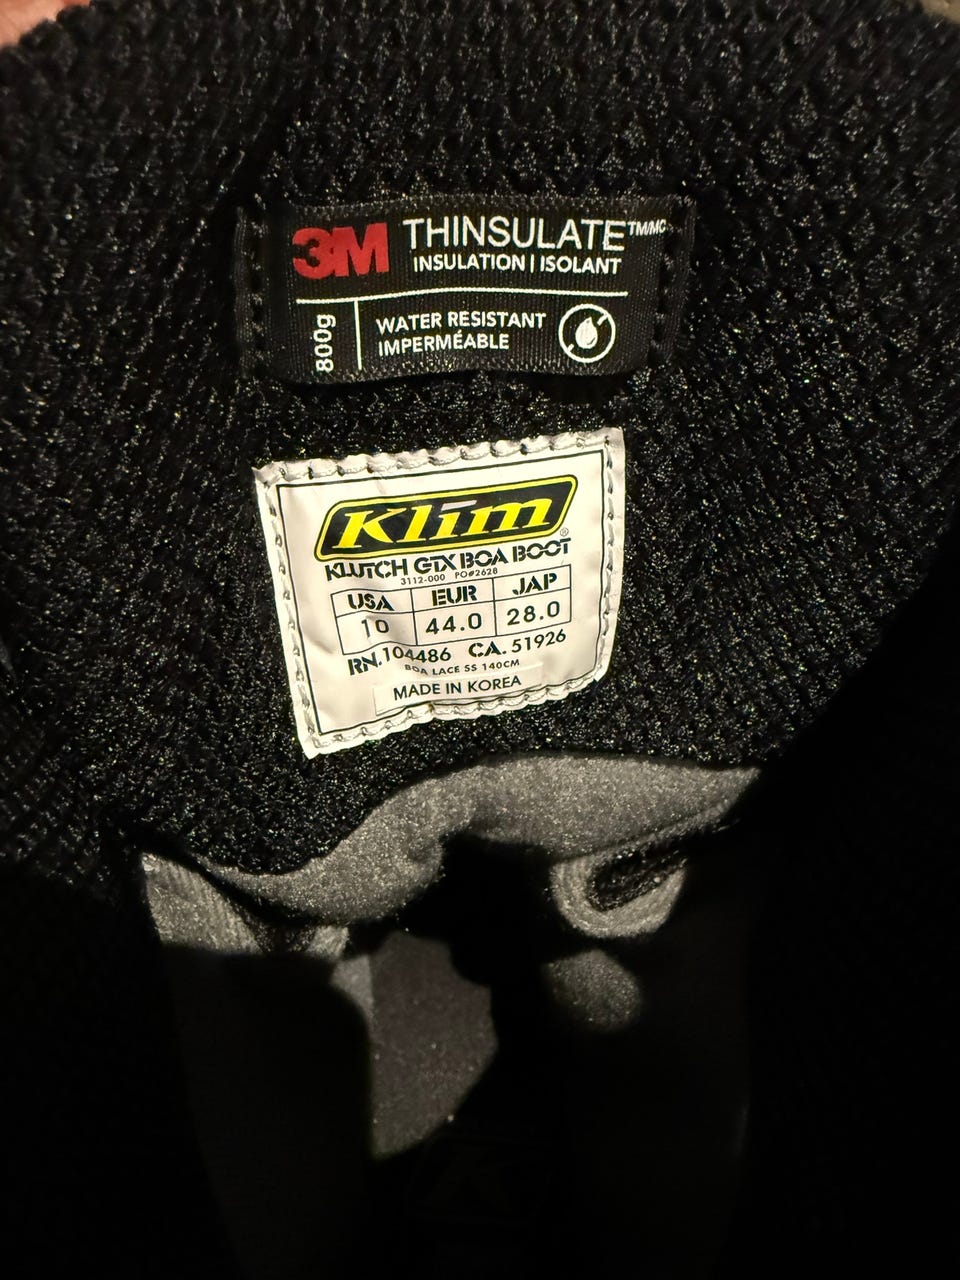 3M THINSULATE™/MC
INSULATION | ISOLANT
800g
WATER RESISTANT
IMPERMÉABLE
Klim®
KLUTCH GTX BOA BOOT
3112-000 PO#2628
USA EUR JAP
10 44.0 28.0
RN.104486 CA.51926
BOA LACE SS 140CM
MADE IN KOREA